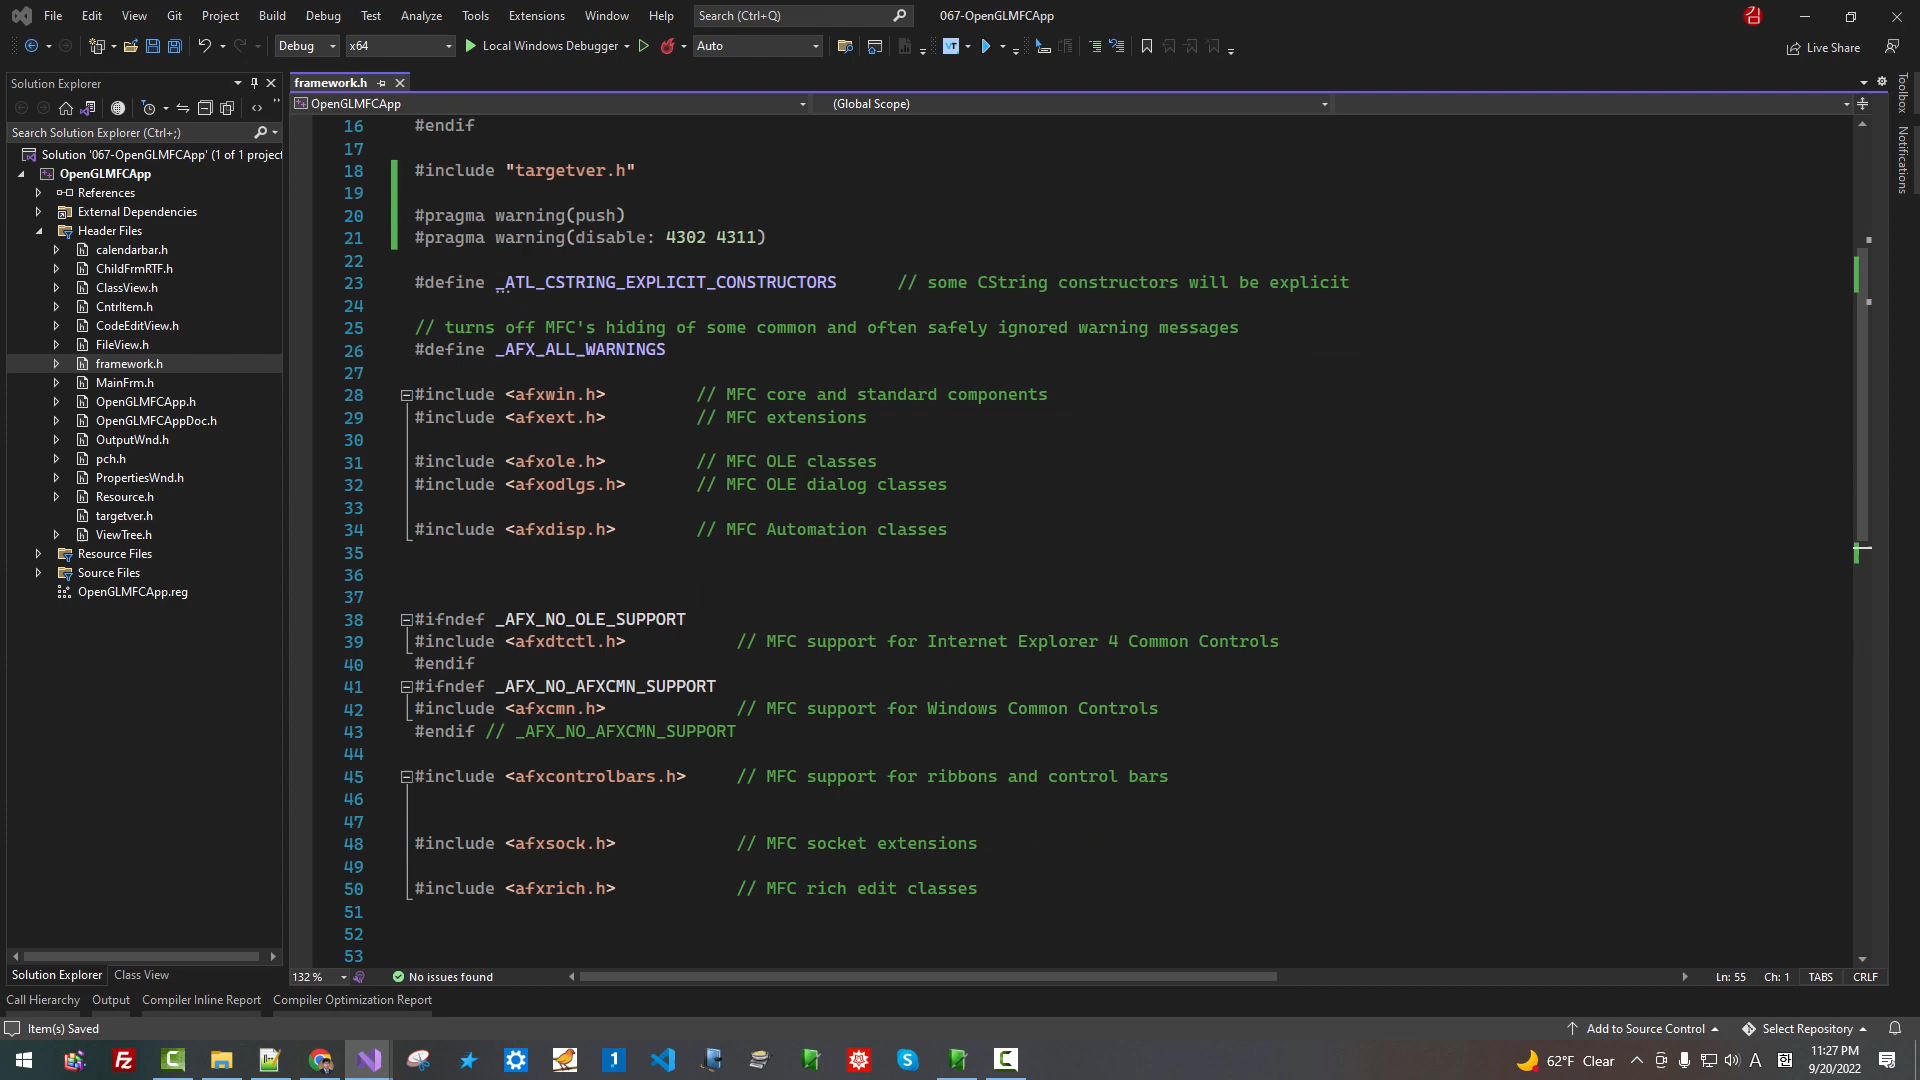 File Edit View Git Project Build Debug Test Analyze Tools Extensions Window Help Search (Ctrl+Q) 067-OpenGLMFCApp
Debug x64 Local Windows Debugger Auto Live Share
Solution Explorer
Search Solution Explorer (Ctrl+;)
Solution '067-OpenGLMFCApp' (1 of 1 project
OpenGLMFCApp
References
External Dependencies
Header Files
calendarbar.h
ChildFrmRTF.h
ClassView.h
CntrItem.h
CodeEditView.h
FileView.h
framework.h
MainFrm.h
OpenGLMFCApp.h
OpenGLMFCAppDoc.h
OutputWnd.h
pch.h
PropertiesWnd.h
Resource.h
targetver.h
ViewTree.h
Resource Files
Source Files
OpenGLMFCApp.reg
Solution Explorer Class View
framework.h
OpenGLMFCApp (Global Scope)
16 #endif
17
18 #include "targetver.h"
19
20 #pragma warning(push)
21 #pragma warning(disable: 4302 4311)
22
23 #define _ATL_CSTRING_EXPLICIT_CONSTRUCTORS // some CString constructors will be explicit
24
25 // turns off MFC's hiding of some common and often safely ignored warning messages
26 #define _AFX_ALL_WARNINGS
27
28 #include <afxwin.h> // MFC core and standard components
29 #include <afxext.h> // MFC extensions
30
31 #include <afxole.h> // MFC OLE classes
32 #include <afxodlgs.h> // MFC OLE dialog classes
33
34 #include <afxdisp.h> // MFC Automation classes
35
36
37
38 #ifndef _AFX_NO_OLE_SUPPORT
39 #include <afxdtctl.h> // MFC support for Internet Explorer 4 Common Controls
40 #endif
41 #ifndef _AFX_NO_AFXCMN_SUPPORT
42 #include <afxcmn.h> // MFC support for Windows Common Controls
43 #endif // _AFX_NO_AFXCMN_SUPPORT
44
45 #include <afxcontrolbars.h> // MFC support for ribbons and control bars
46
47
48 #include <afxsock.h> // MFC socket extensions
49
50 #include <afxrich.h> // MFC rich edit classes
51
52
53
132 % No issues found Ln: 55 Ch: 1 TABS CRLF
Toolbox
Notifications
Call Hierarchy Output Compiler Inline Report Compiler Optimization Report
Item(s) Saved Add to Source Control Select Repository
62°F Clear A 11:27 PM
9/20/2022